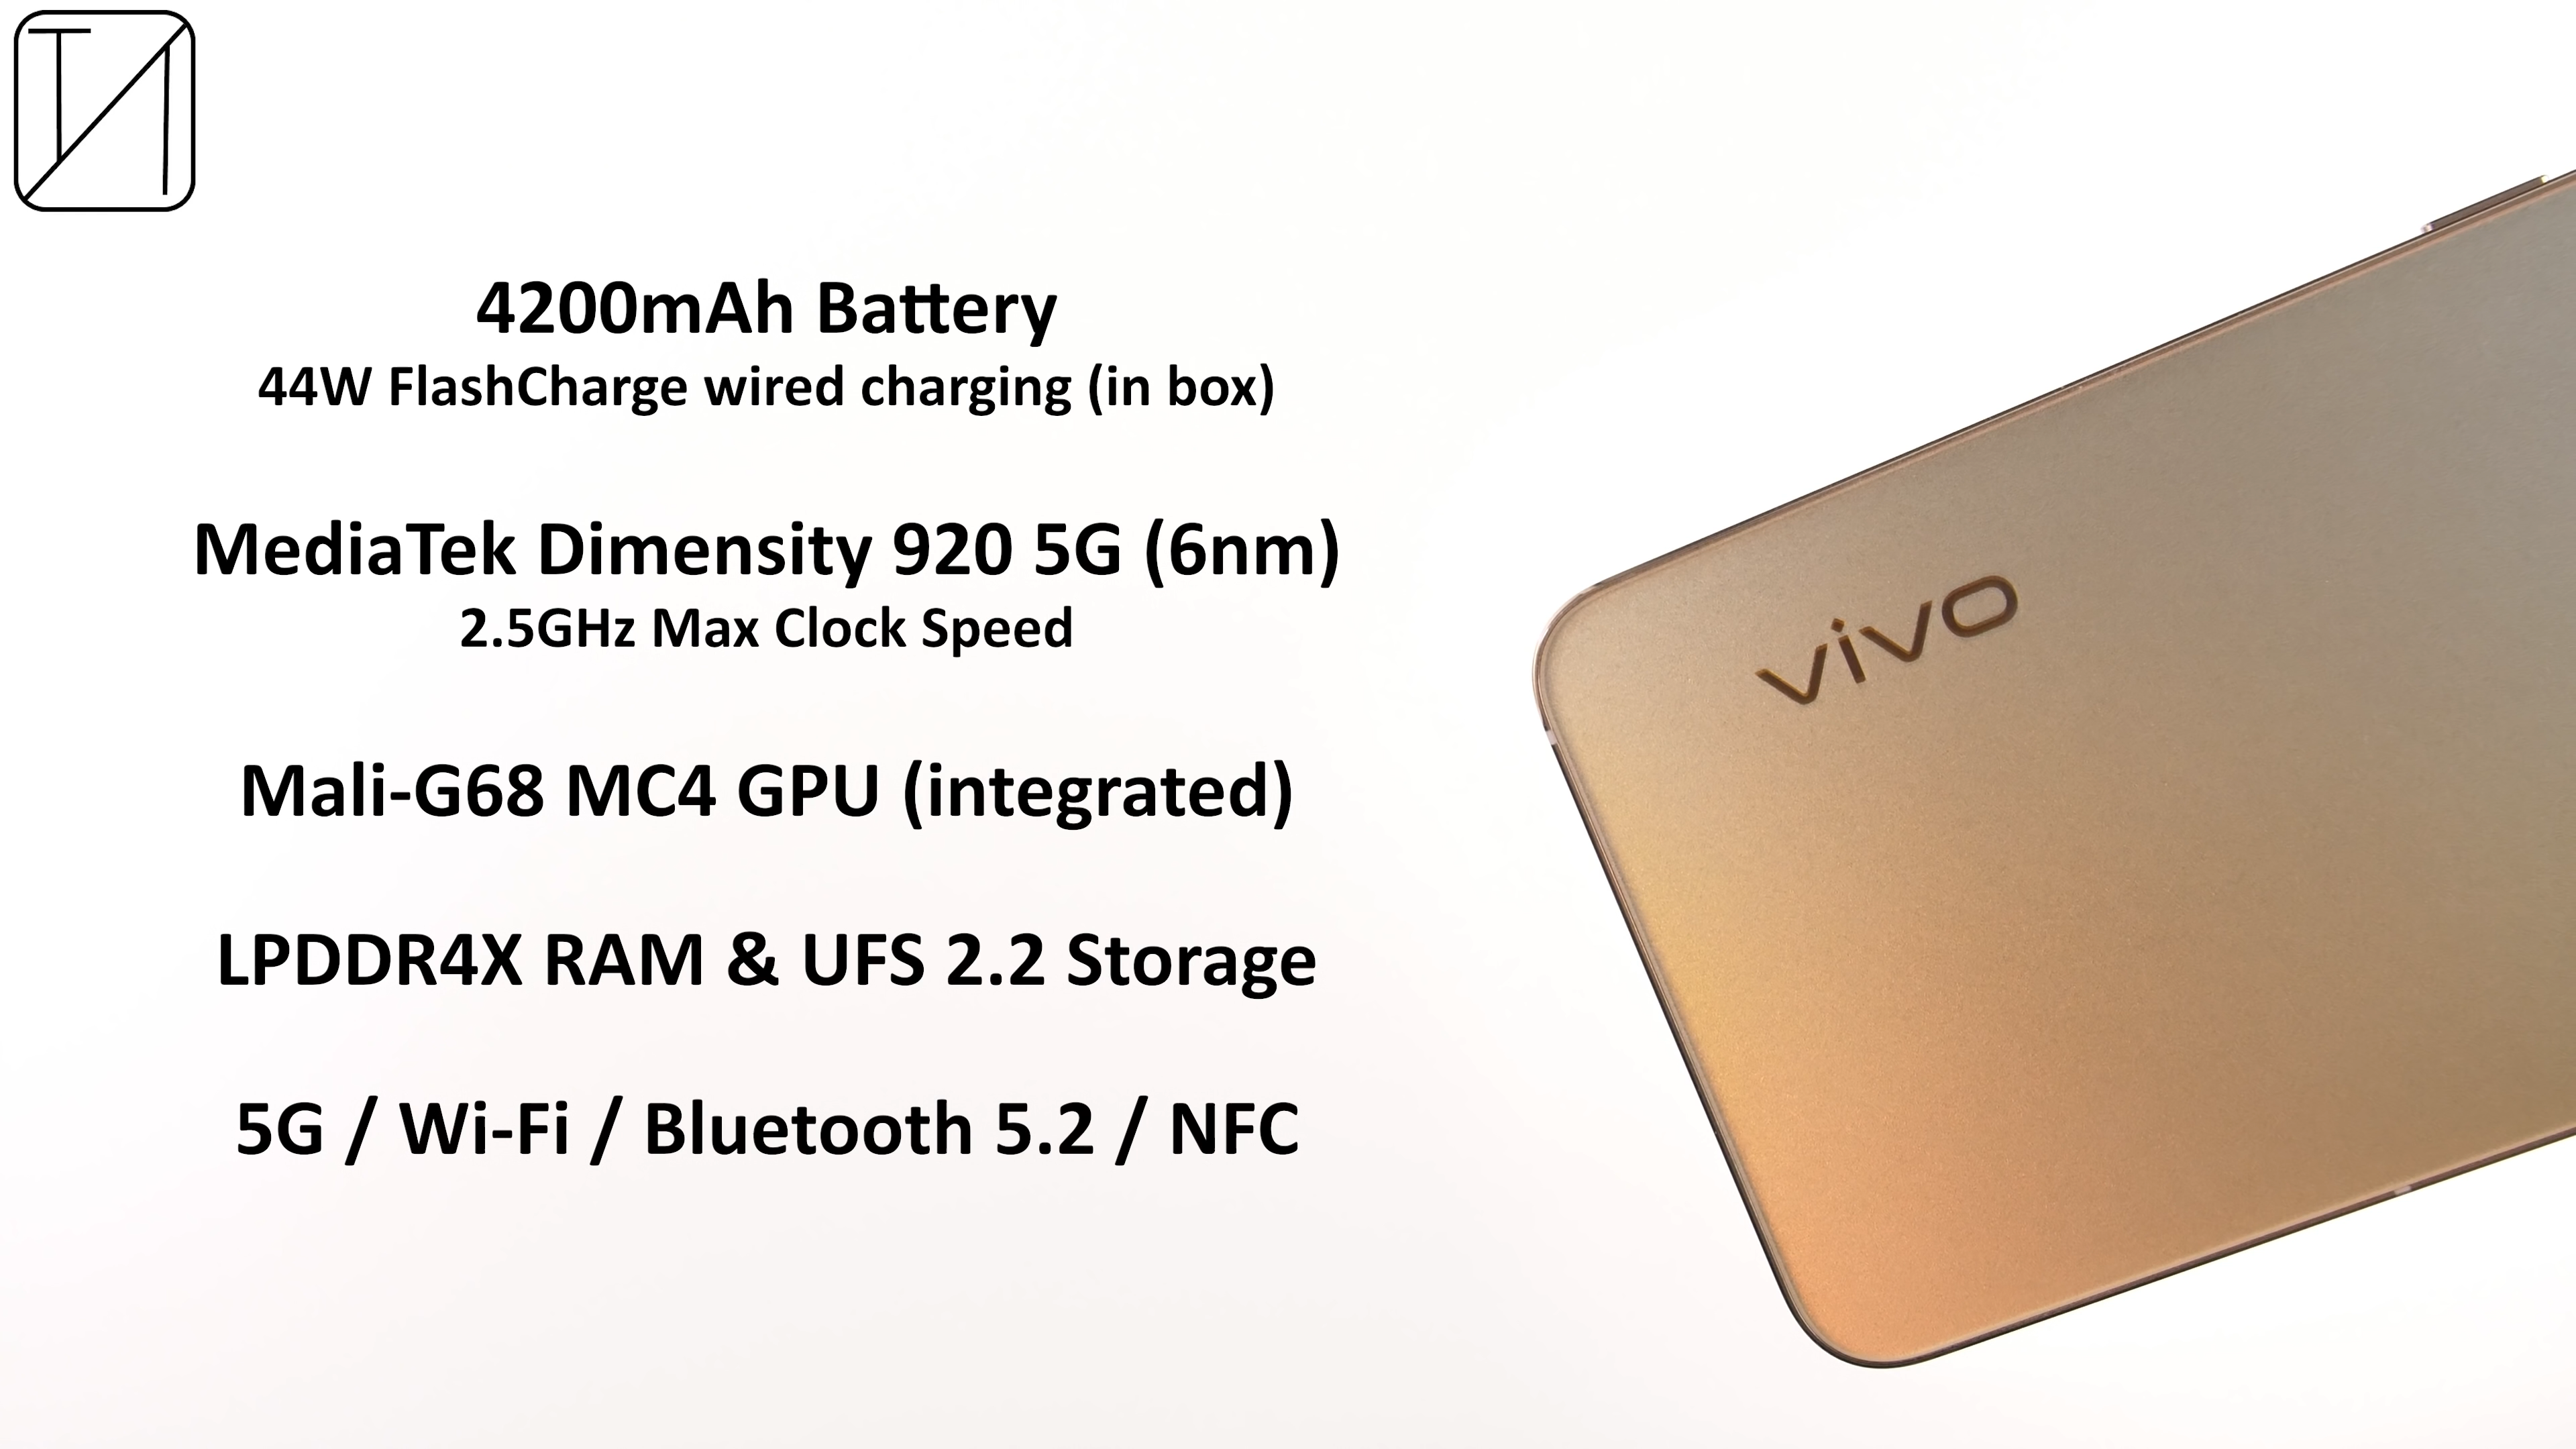 4200mAh Battery
44W FlashCharge wired charging (in box)
MediaTek Dimensity 920 5G (6nm)
2.5GHz Max Clock Speed
Mali-G68 MC4 GPU (integrated)
LPDDR4X RAM & UFS 2.2 Storage
5G / Wi-Fi / Bluetooth 5.2 / NFC
vivo